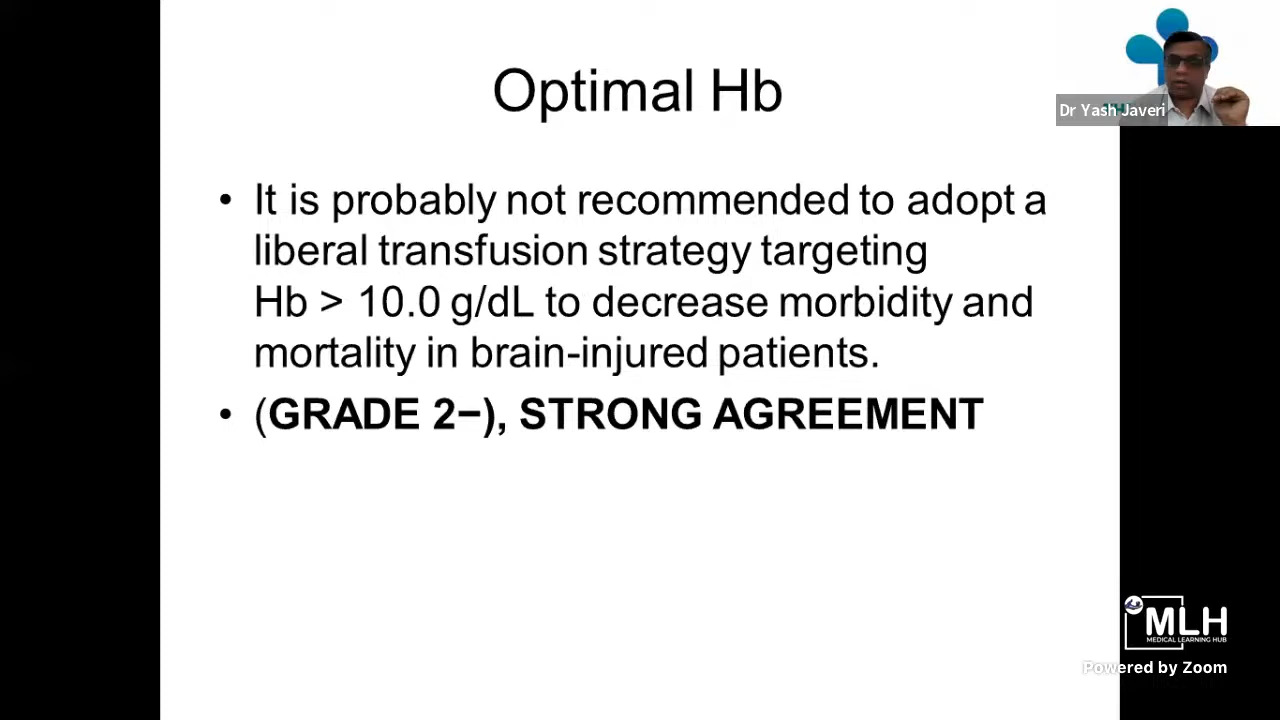 Optimal Hb
Dr Yash Javeri
• It is probably not recommended to adopt a
liberal transfusion strategy targeting
Hb > 10.0 g/dL to decrease morbidity and
mortality in brain-injured patients.
• (GRADE 2−), STRONG AGREEMENT
MLH
MEDICAL LEARNING HUB
Powered by Zoom